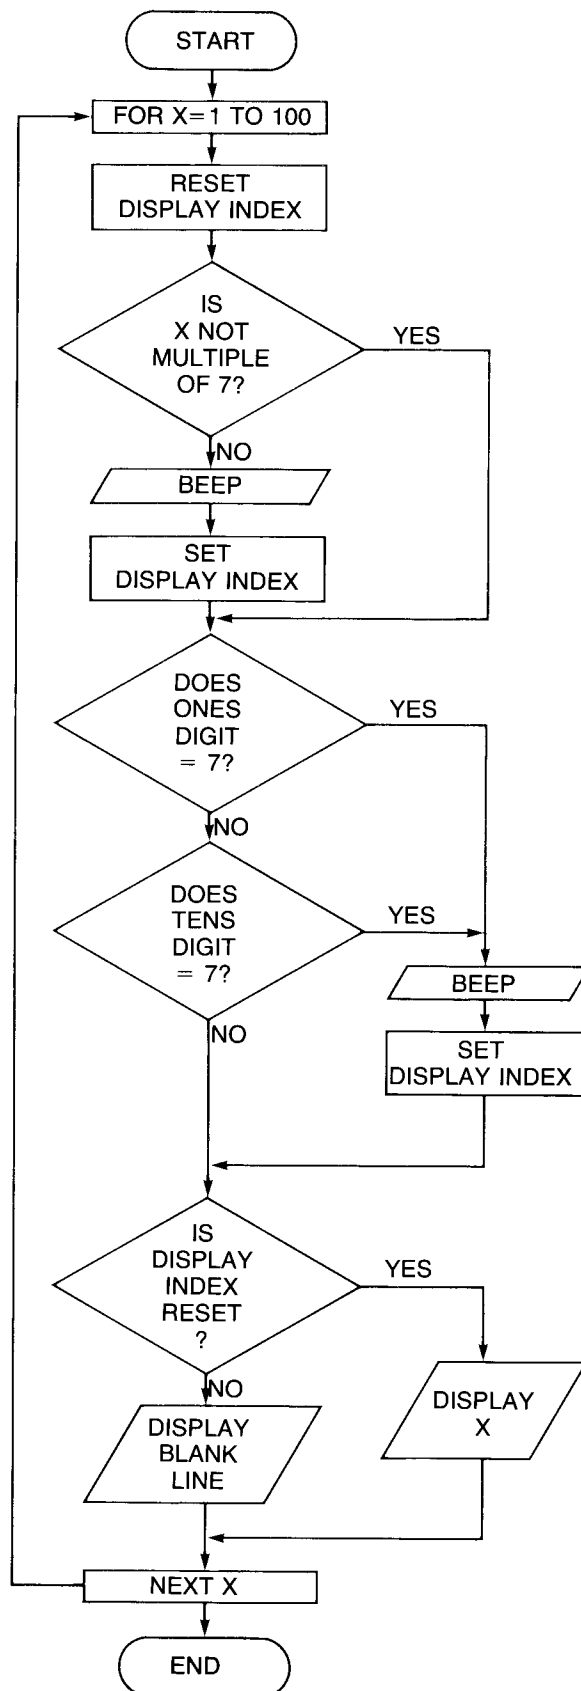 START
FOR X=1 TO 100
RESET
DISPLAY INDEX
IS
X NOT
MULTIPLE
OF 7?
YES
NO
BEEP
SET
DISPLAY INDEX
DOES
ONES
DIGIT
= 7?
YES
NO
DOES
TENS
DIGIT
= 7?
YES
BEEP
NO
SET
DISPLAY INDEX
IS
DISPLAY
INDEX
RESET
?
YES
NO
DISPLAY
X
DISPLAY
BLANK
LINE
NEXT X
END